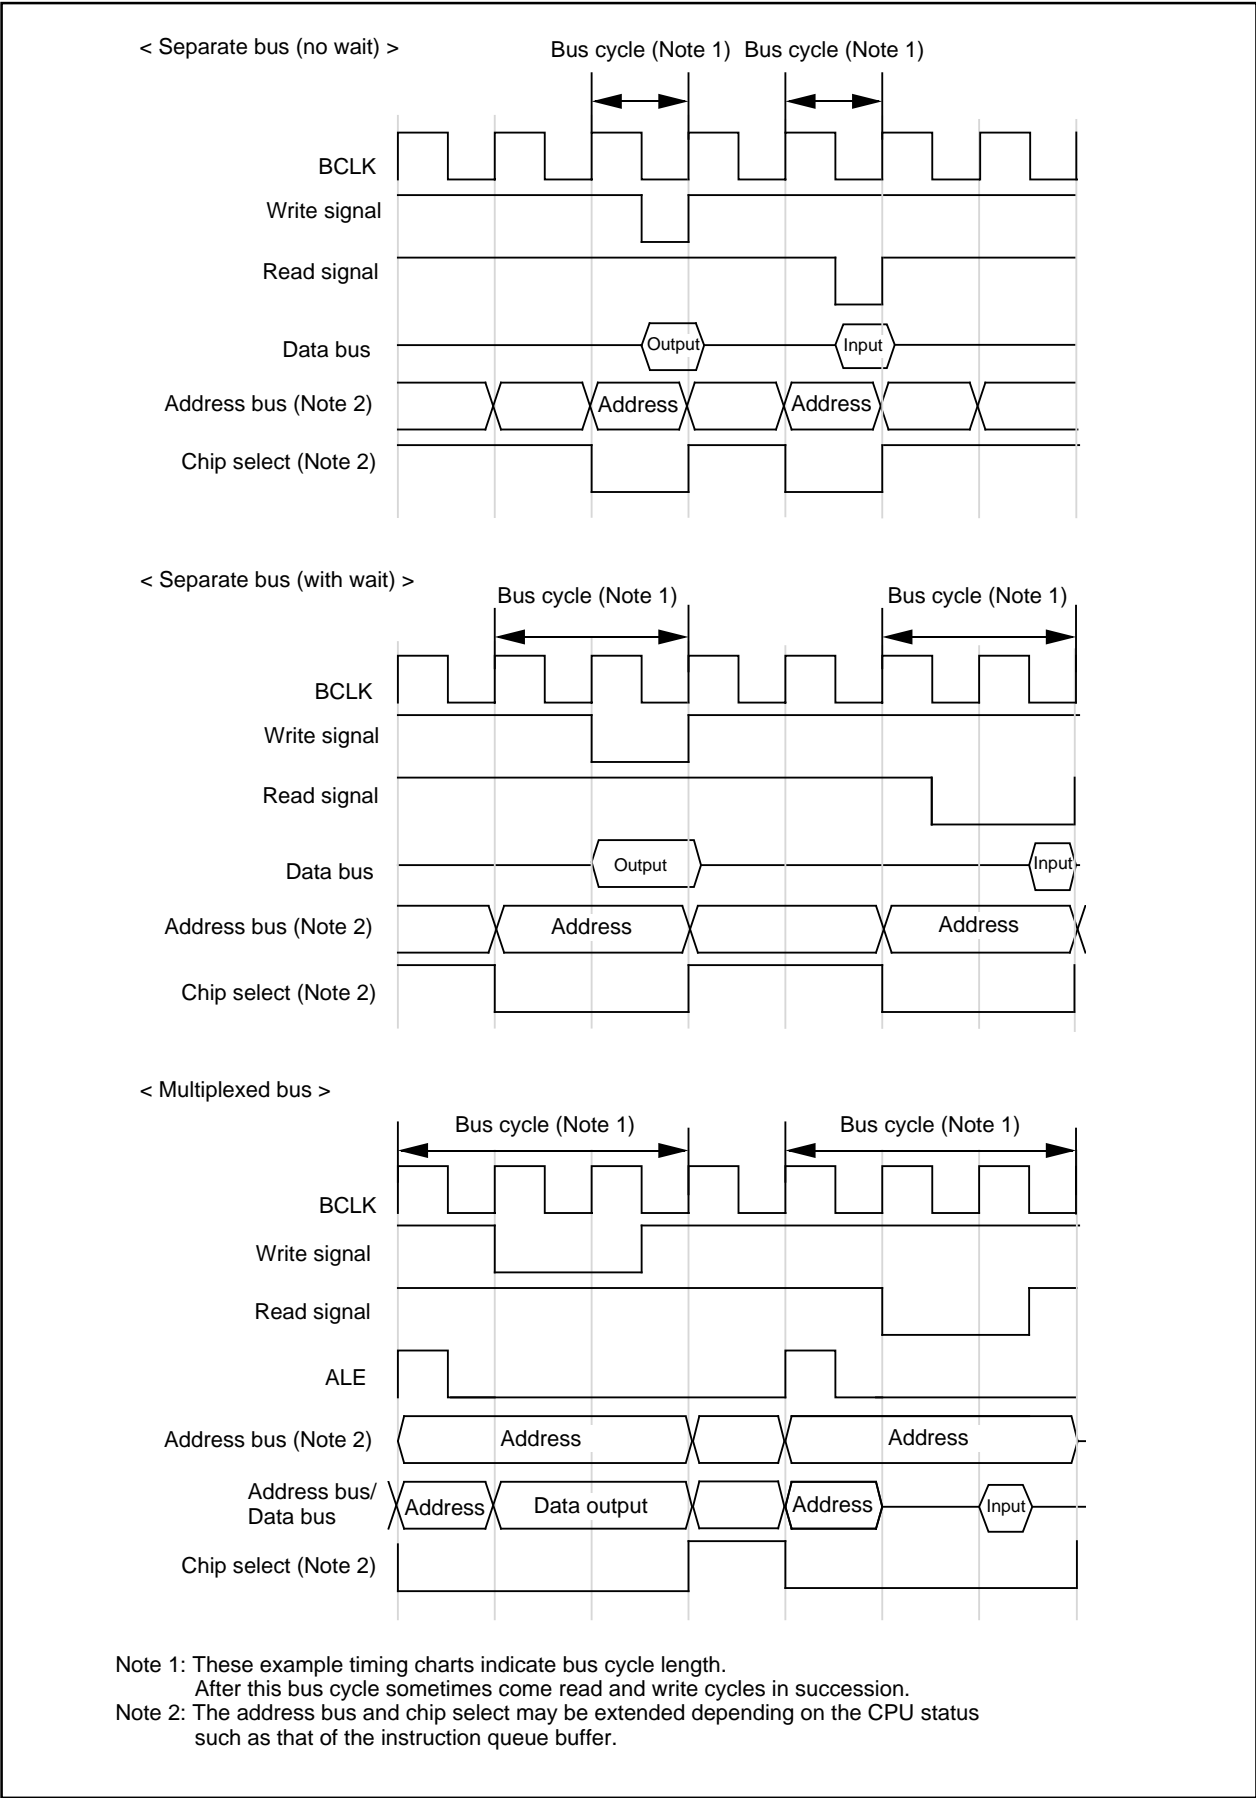 < Separate bus (no wait) >
Bus cycle (Note 1) Bus cycle (Note 1)
BCLK
Write signal
Read signal
Data bus
Output
Input
Address bus (Note 2)
Address
Address
Chip select (Note 2)
< Separate bus (with wait) >
Bus cycle (Note 1)
Bus cycle (Note 1)
BCLK
Write signal
Read signal
Data bus
Output
Input
Address bus (Note 2)
Address
Address
Chip select (Note 2)
< Multiplexed bus >
Bus cycle (Note 1)
Bus cycle (Note 1)
BCLK
Write signal
Read signal
ALE
Address bus (Note 2)
Address
Address
Address bus/
Data bus
Address
Data output
Address
Input
Chip select (Note 2)
Note 1: These example timing charts indicate bus cycle length.
After this bus cycle sometimes come read and write cycles in succession.
Note 2: The address bus and chip select may be extended depending on the CPU status
such as that of the instruction queue buffer.